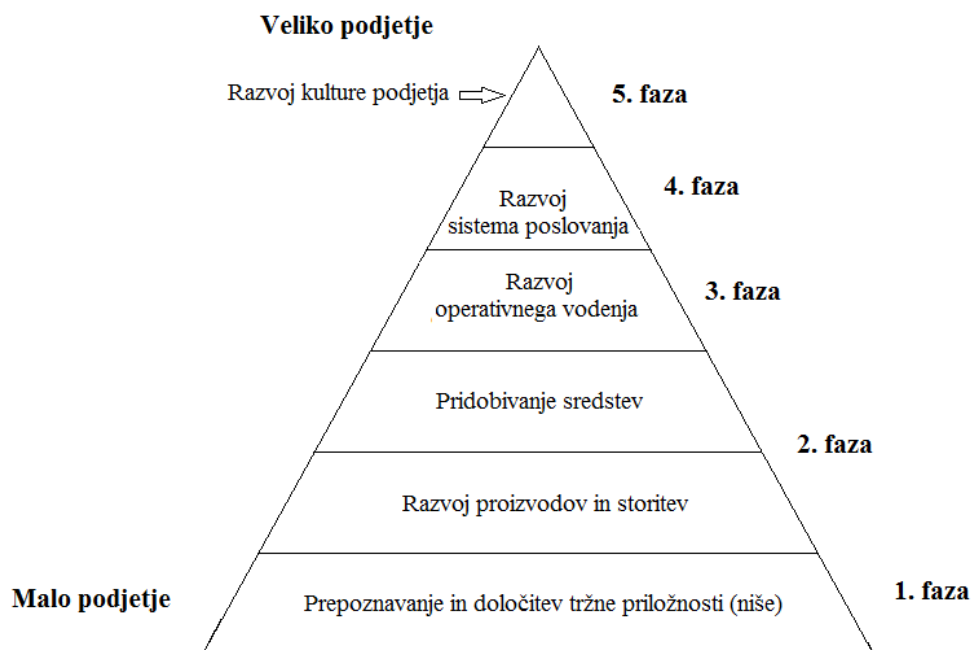 Veliko podjetje
Razvoj kulture podjetja
5. faza
4. faza
Razvoj
sistema poslovanja
3. faza
Razvoj
operativnega vodenja
Pridobivanje sredstev
2. faza
Razvoj proizvodov in storitev
Malo podjetje
Prepoznavanje in določitev tržne priložnosti (niše)
1. faza